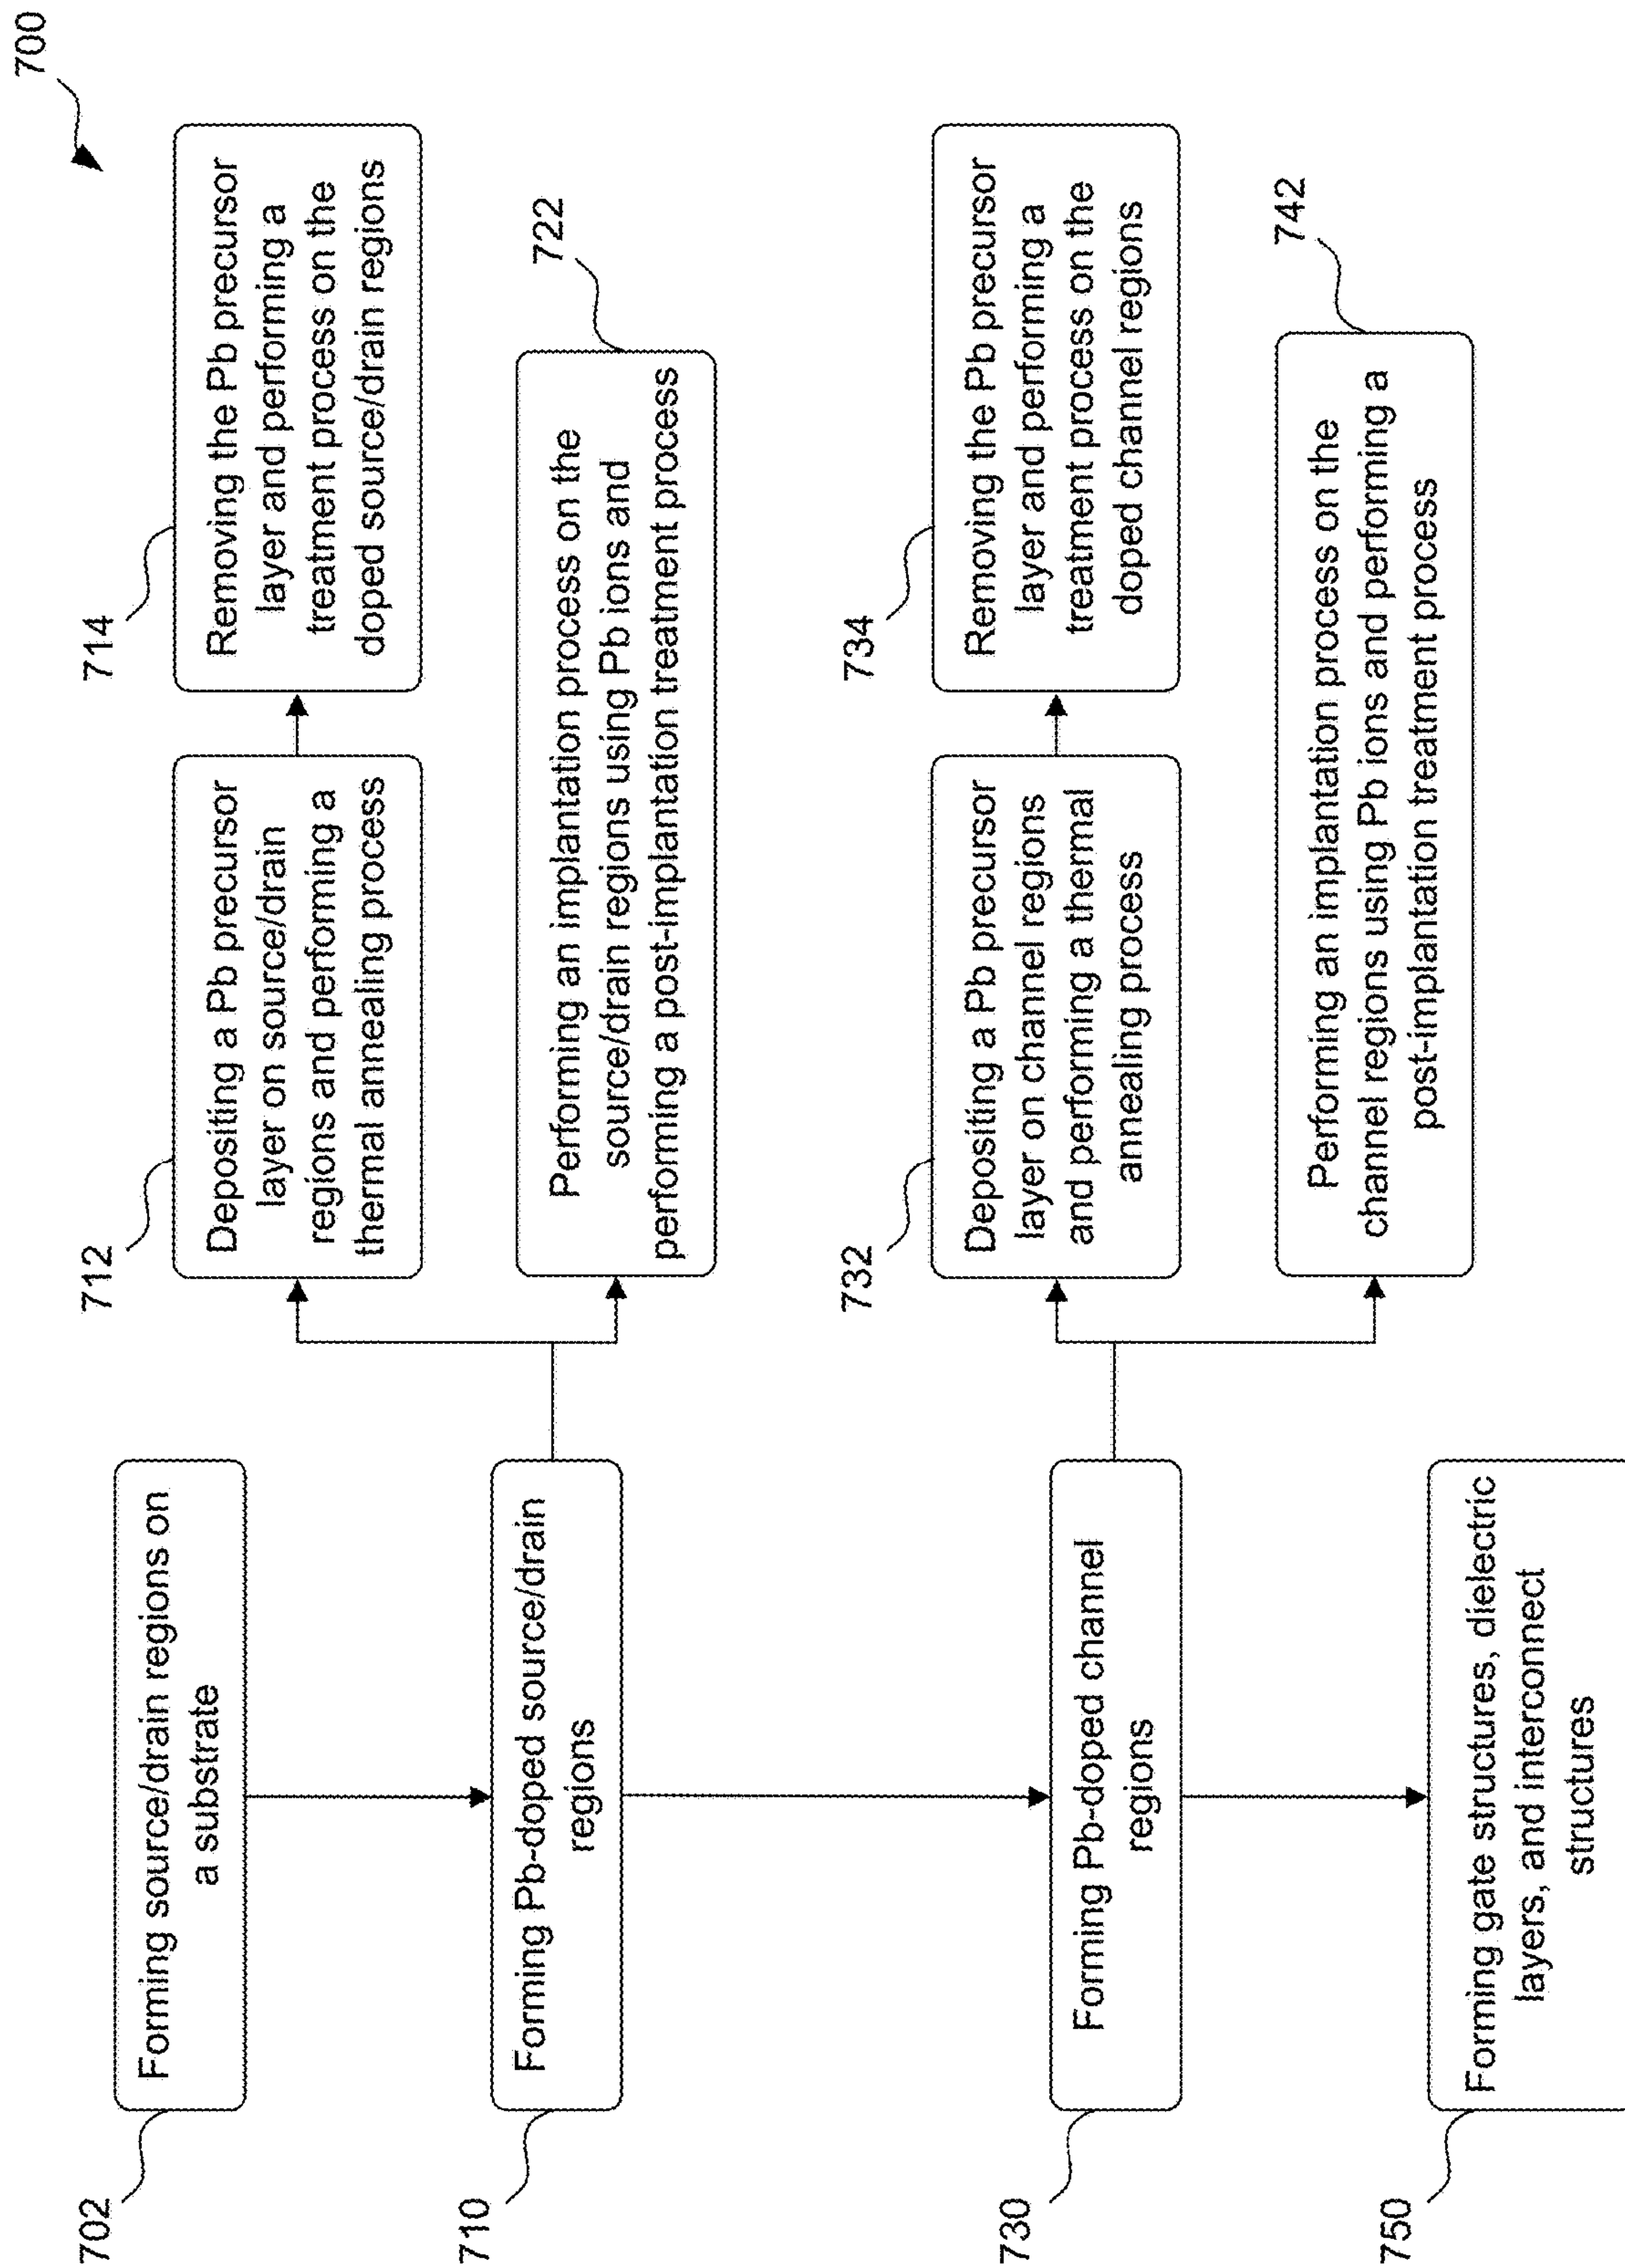 700
702
Forming source/drain regions on
a substrate
710
Forming Pb-doped source/drain
regions
712
Depositing a Pb precursor
layer on source/drain
regions and performing a
thermal annealing process
714
Removing the Pb precursor
layer and performing a
treatment process on the
doped source/drain regions
722
Performing an implantation process on the
source/drain regions using Pb ions and
performing a post-implantation treatment process
730
Forming Pb-doped channel
regions
732
Depositing a Pb precursor
layer on channel regions
and performing a thermal
annealing process
734
Removing the Pb precursor
layer and performing a
treatment process on the
doped channel regions
742
Performing an implantation process on the
channel regions using Pb ions and performing a
post-implantation treatment process
750
Forming gate structures, dielectric
layers, and interconnect
structures